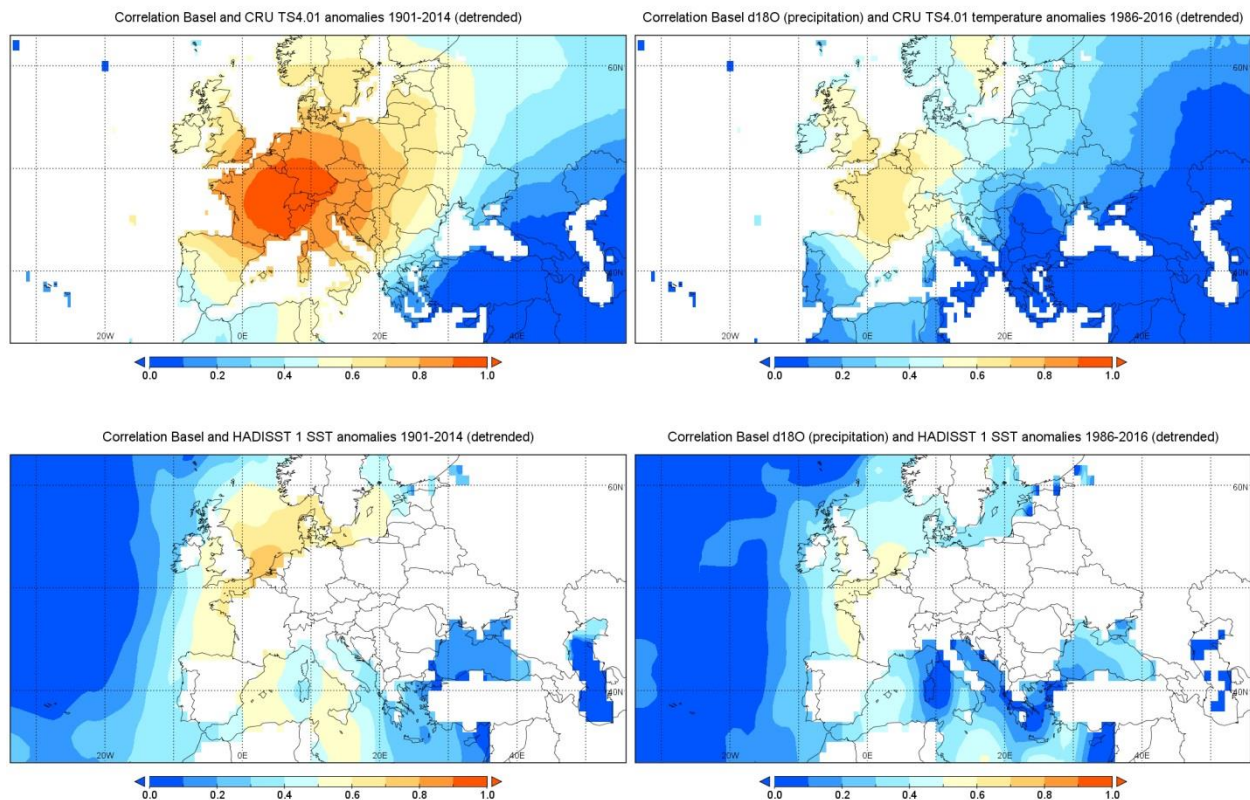 Correlation Basel and CRU TS4.01 anomalies 1901-2014 (detrended)
60N
40N
20W 0E 20E 40E
0.0 0.2 0.4 0.6 0.8 1.0
Correlation Basel d18O (precipitation) and CRU TS4.01 temperature anomalies 1986-2016 (detrended)
60N
40N
20W 0E 20E 40E
0.0 0.2 0.4 0.6 0.8 1.0
Correlation Basel and HADISST 1 SST anomalies 1901-2014 (detrended)
60N
40N
20W 0E 20E 40E
0.0 0.2 0.4 0.6 0.8 1.0
Correlation Basel d18O (precipitation) and HADISST 1 SST anomalies 1986-2016 (detrended)
60N
40N
20W 0E 20E 40E
0.0 0.2 0.4 0.6 0.8 1.0